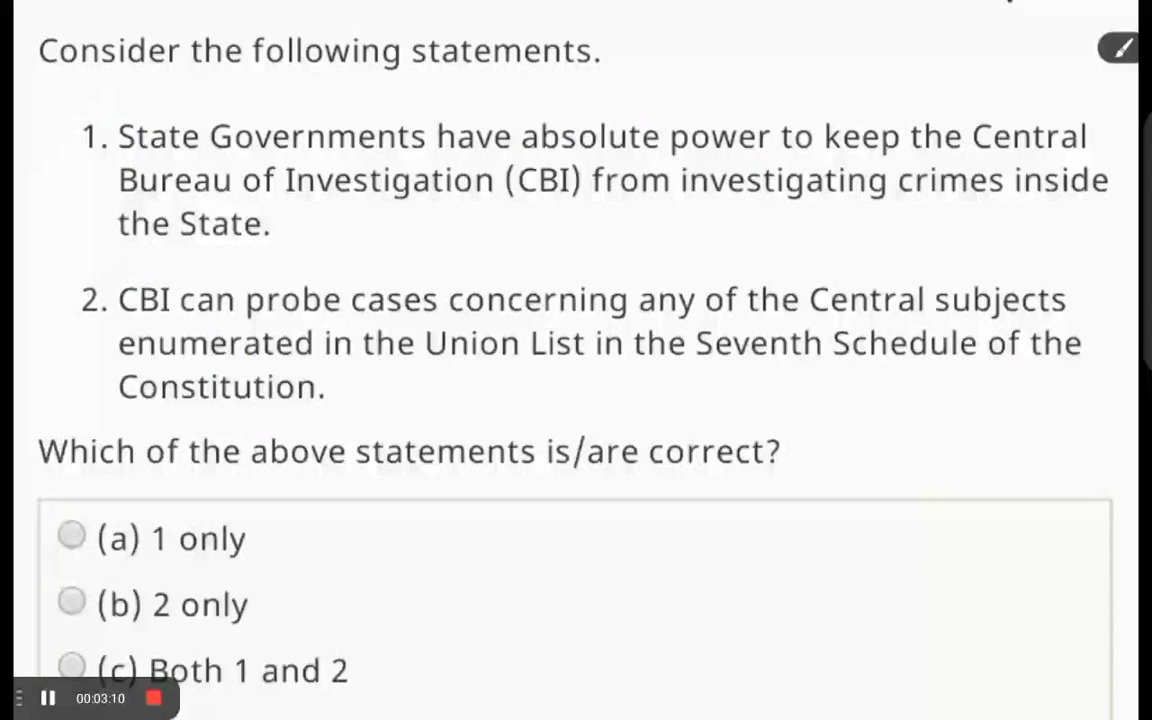 Consider the following statements.
1. State Governments have absolute power to keep the Central
Bureau of Investigation (CBI) from investigating crimes inside
the State.
2. CBI can probe cases concerning any of the Central subjects
enumerated in the Union List in the Seventh Schedule of the
Constitution.
Which of the above statements is/are correct?
(a) 1 only
(b) 2 only
(c) Both 1 and 2
00:03:10